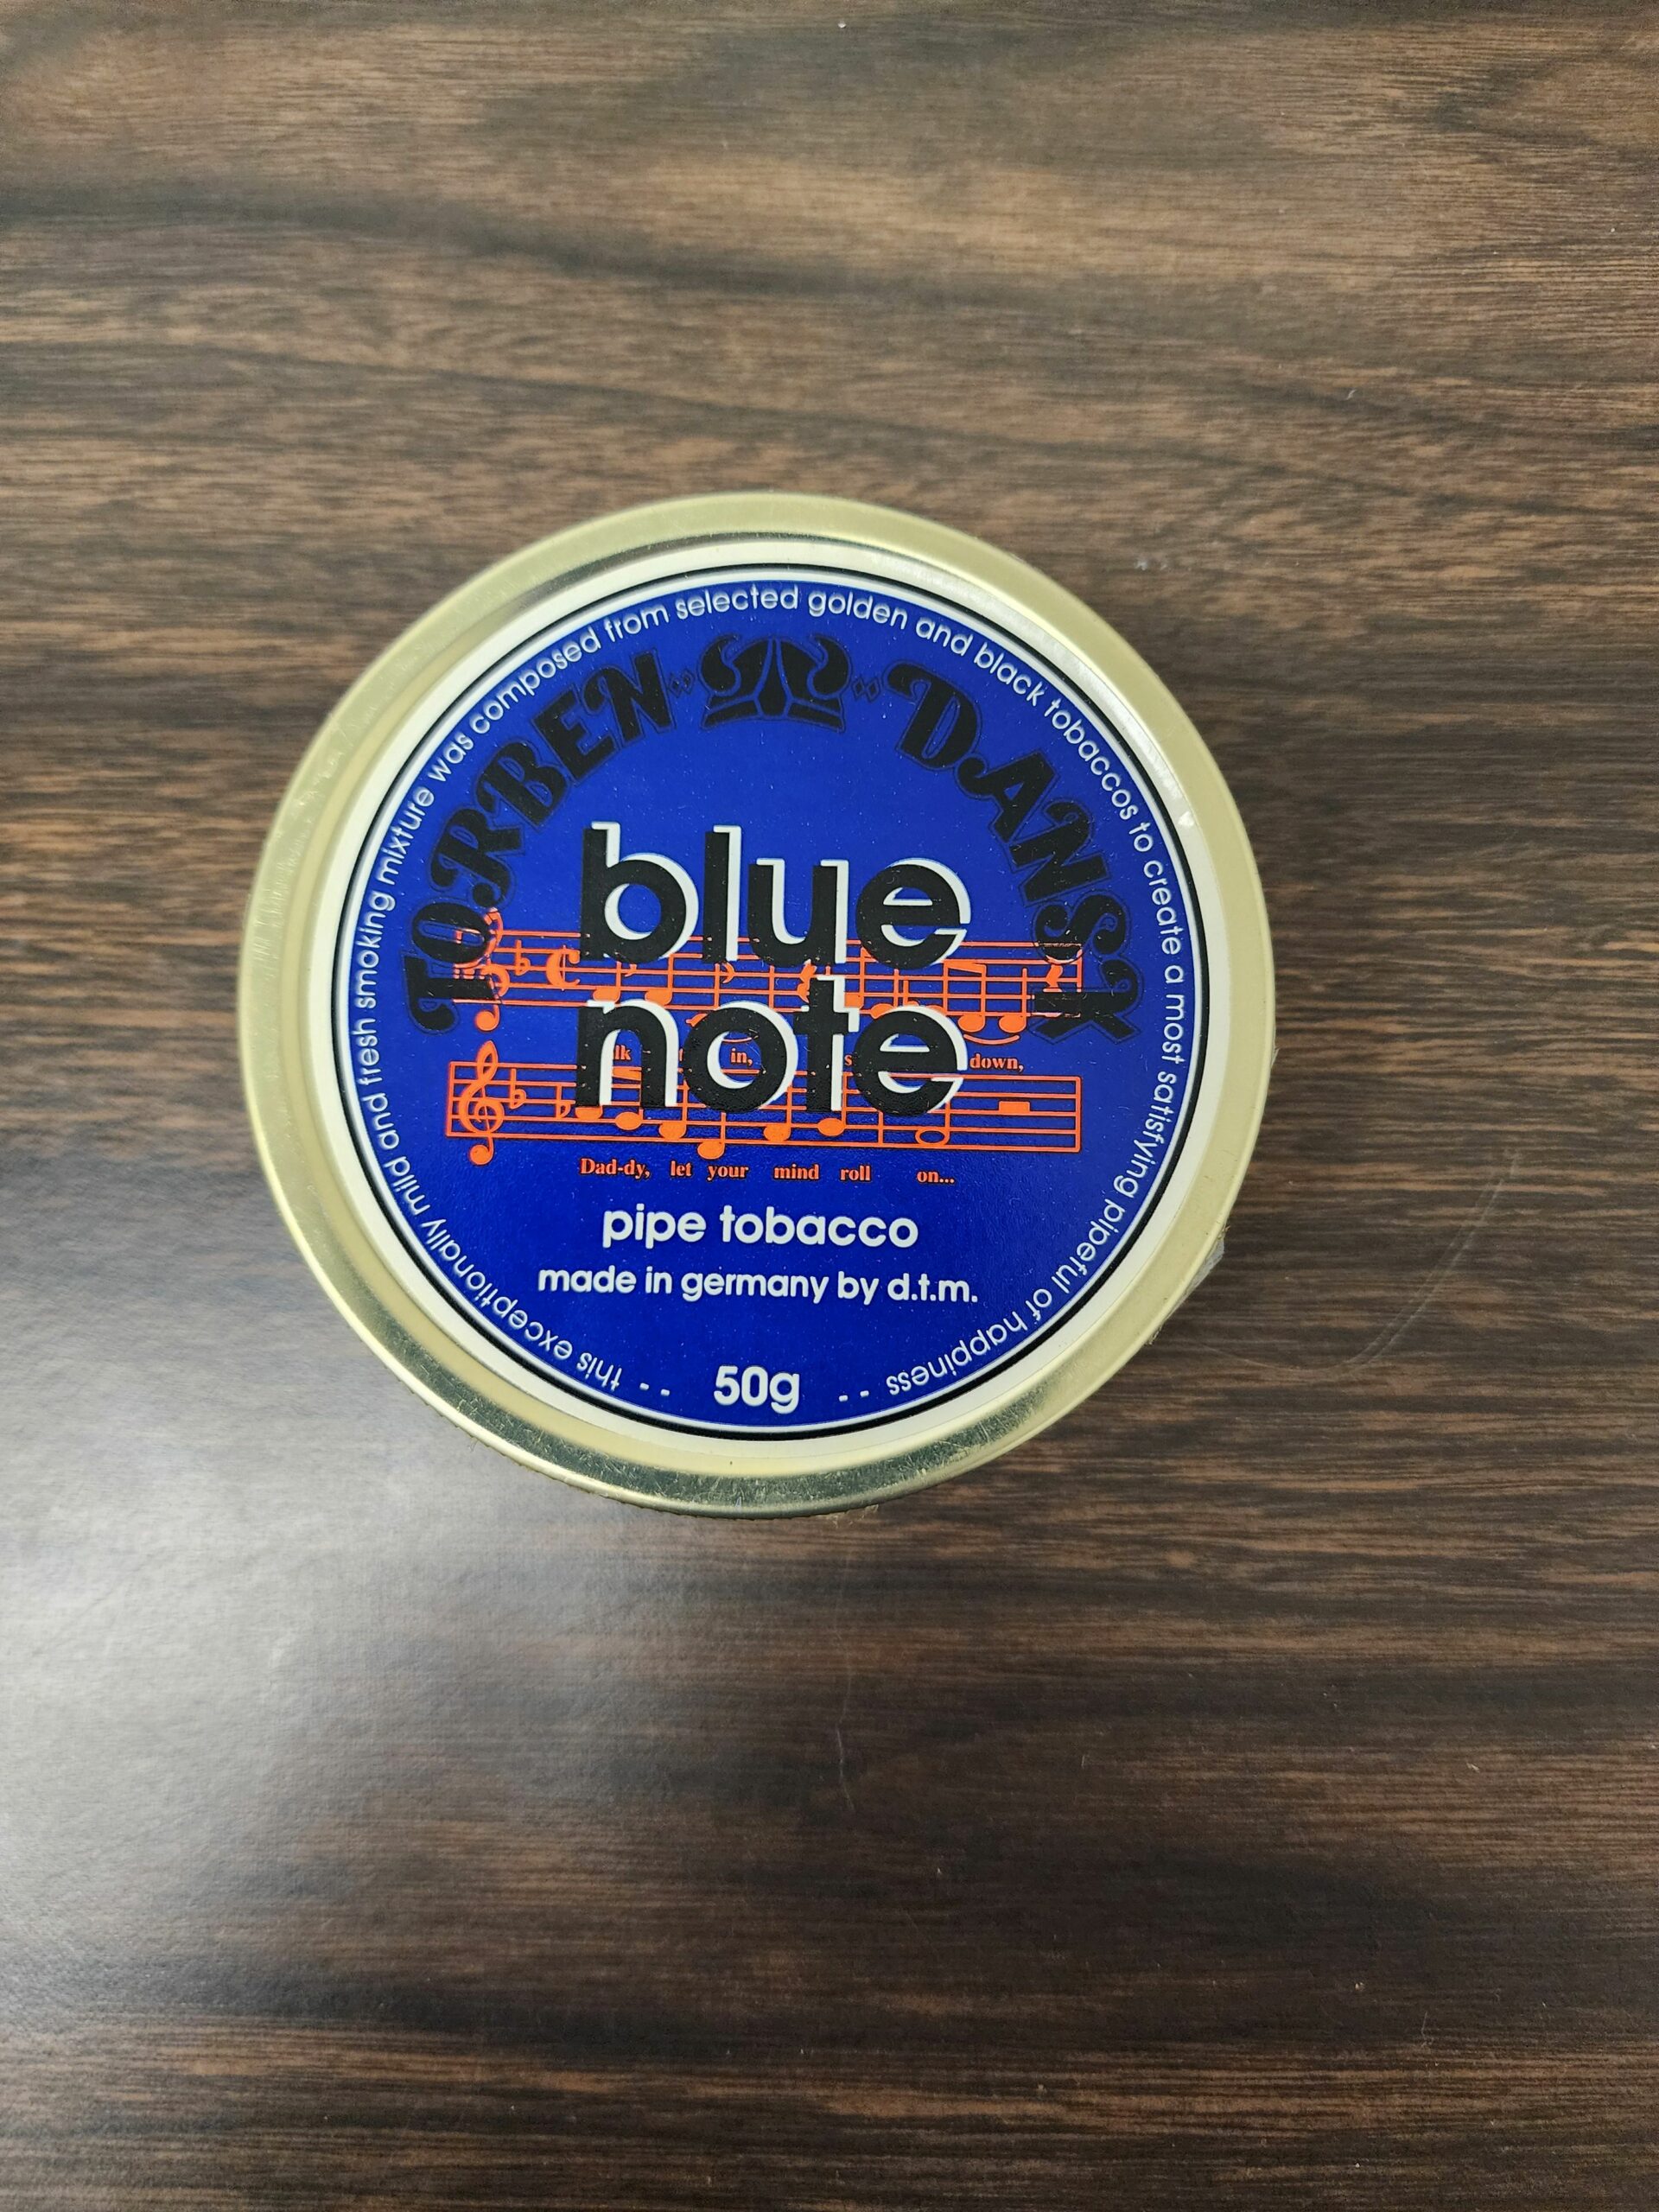 this exceptionally mild and fresh smoking mixture was composed from selected golden and black tobaccos to create a most satisfying pipeful of happiness
TORBEN DANSK
blue
note
in, down,
Dad-dy, let your mind roll on...
pipe tobacco
made in germany by d.t.m.
50g